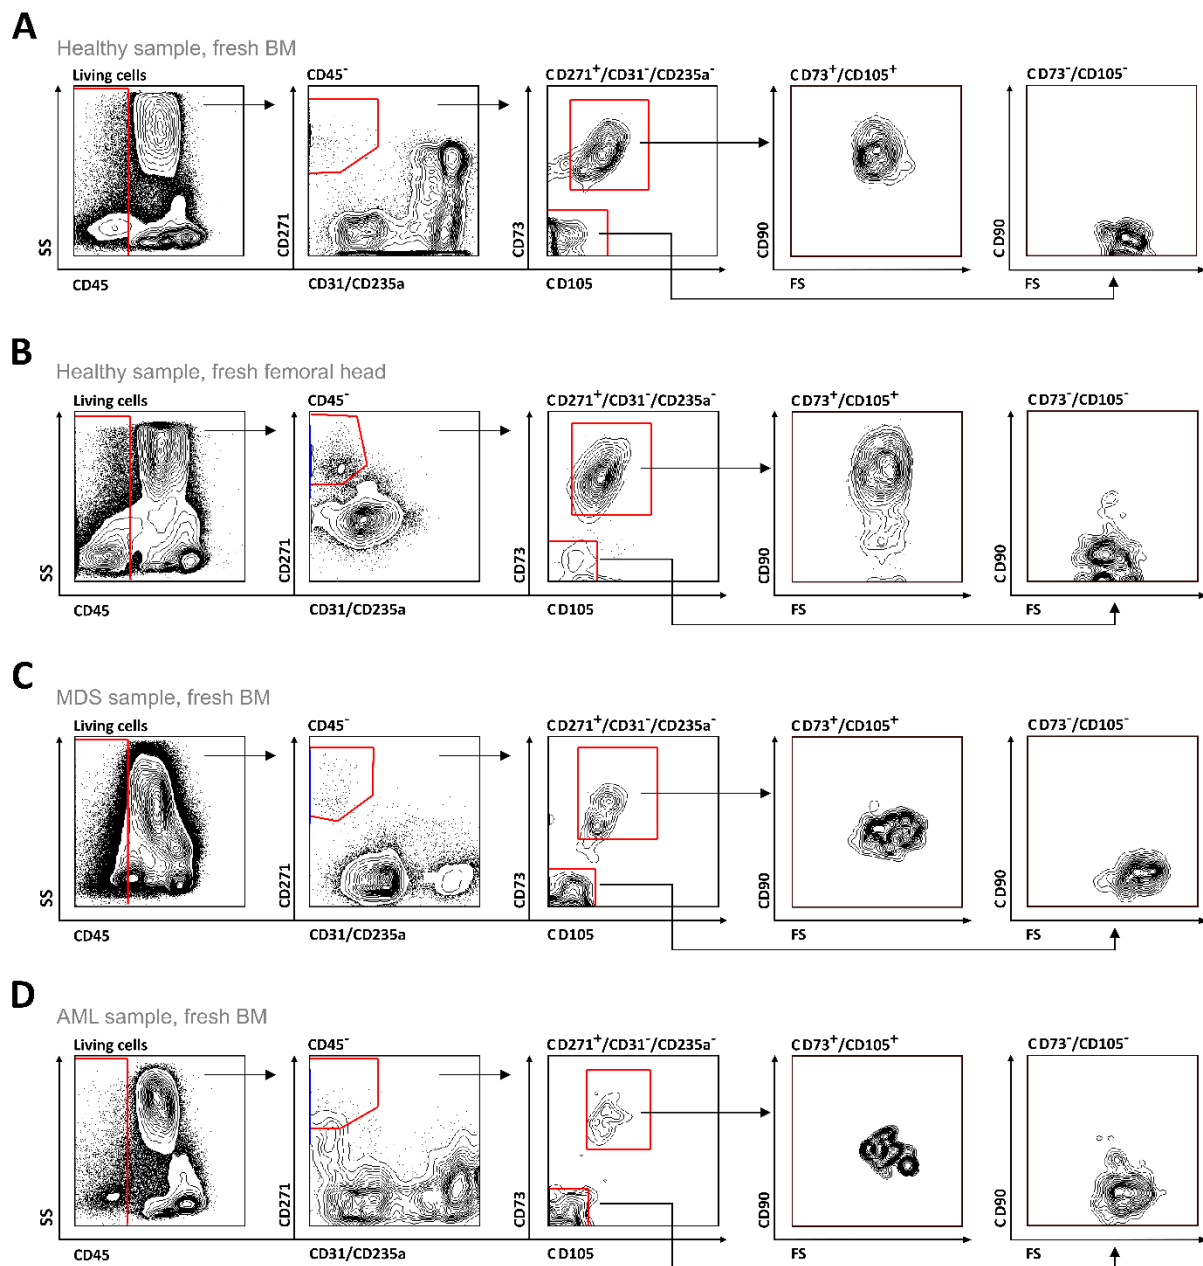 A
Healthy sample, fresh BM
Living cells
CD45⁻
CD271⁺/CD31⁻/CD235a⁻
CD73⁺/CD105⁺
CD73⁻/CD105⁻
SS
CD271
CD73
CD90
CD90
CD45
CD31/CD235a
CD105
FS
FS
B
Healthy sample, fresh femoral head
Living cells
CD45⁻
CD271⁺/CD31⁻/CD235a⁻
CD73⁺/CD105⁺
CD73⁻/CD105⁻
SS
CD271
CD73
CD90
CD90
CD45
CD31/CD235a
CD105
FS
FS
C
MDS sample, fresh BM
Living cells
CD45⁻
CD271⁺/CD31⁻/CD235a⁻
CD73⁺/CD105⁺
CD73⁻/CD105⁻
SS
CD271
CD73
CD90
CD90
CD45
CD31/CD235a
CD105
FS
FS
D
AML sample, fresh BM
Living cells
CD45⁻
CD271⁺/CD31⁻/CD235a⁻
CD73⁺/CD105⁺
CD73⁻/CD105⁻
SS
CD271
CD73
CD90
CD90
CD45
CD31/CD235a
CD105
FS
FS